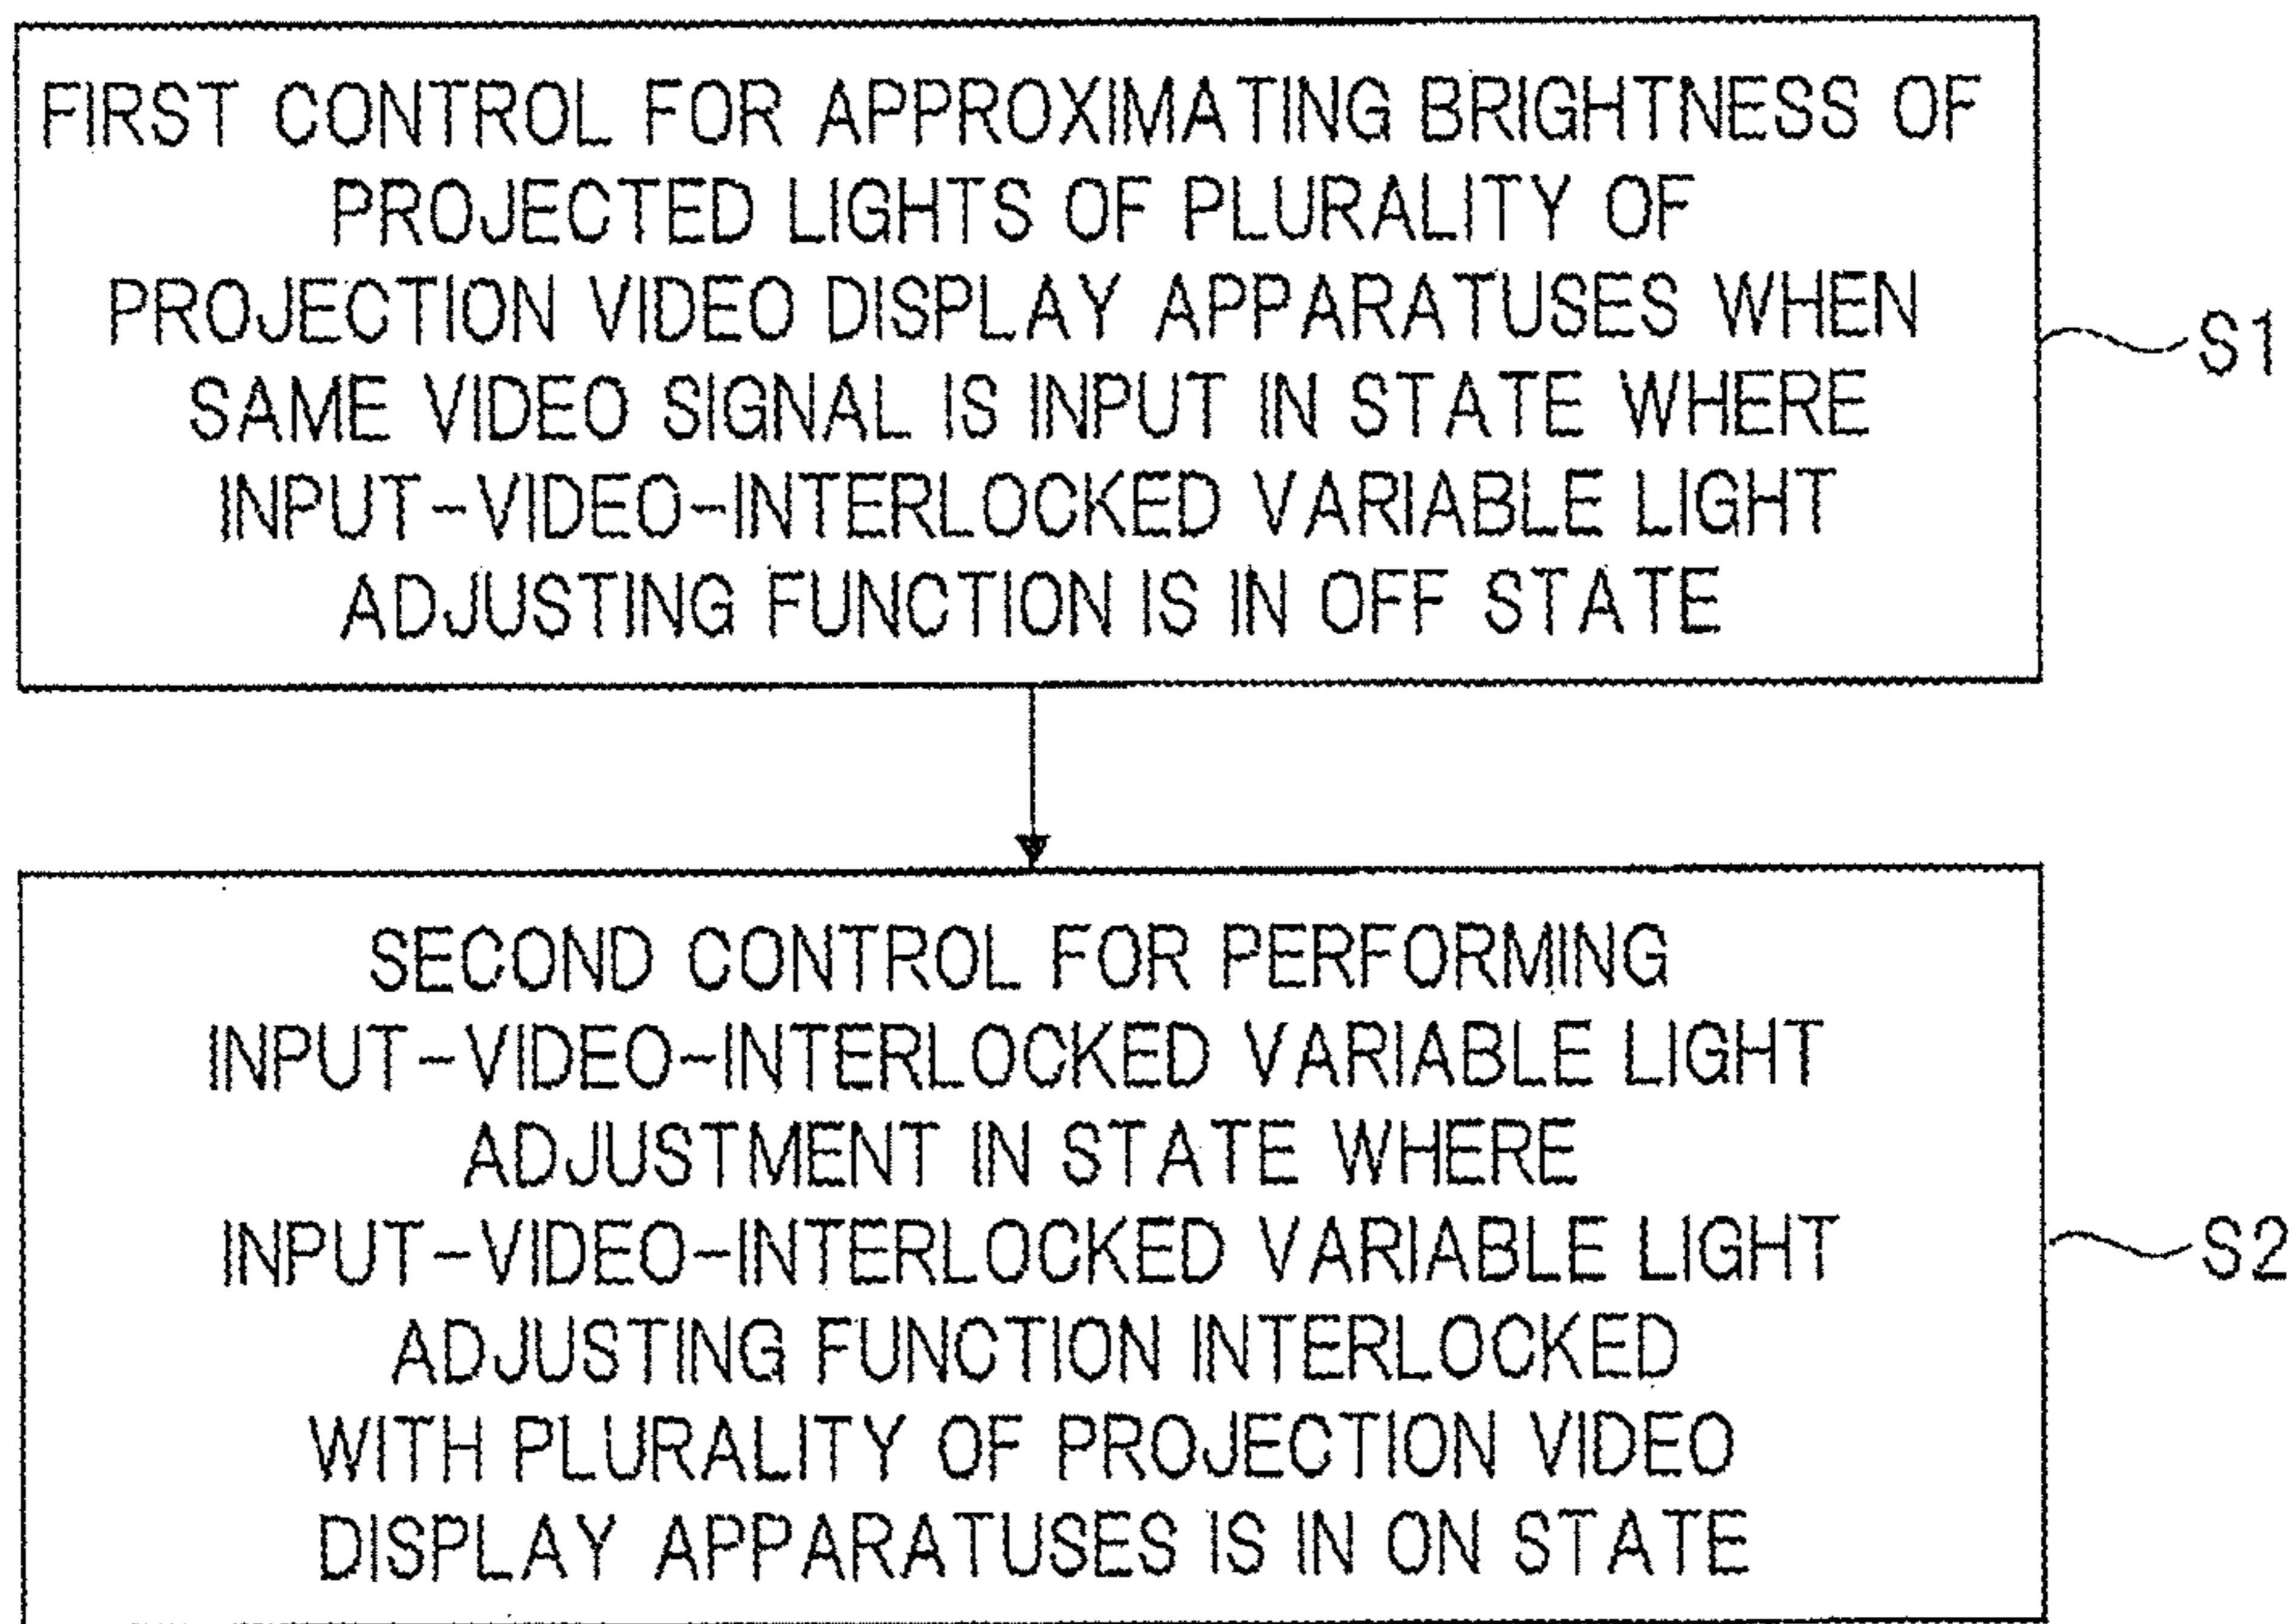 FIRST CONTROL FOR APPROXIMATING BRIGHTNESS OF
PROJECTED LIGHTS OF PLURALITY OF
PROJECTION VIDEO DISPLAY APPARATUSES WHEN
SAME VIDEO SIGNAL IS INPUT IN STATE WHERE
INPUT-VIDEO-INTERLOCKED VARIABLE LIGHT
ADJUSTING FUNCTION IS IN OFF STATE
S1
SECOND CONTROL FOR PERFORMING
INPUT-VIDEO-INTERLOCKED VARIABLE LIGHT
ADJUSTMENT IN STATE WHERE
INPUT-VIDEO-INTERLOCKED VARIABLE LIGHT
ADJUSTING FUNCTION INTERLOCKED
WITH PLURALITY OF PROJECTION VIDEO
DISPLAY APPARATUSES IS IN ON STATE
S2